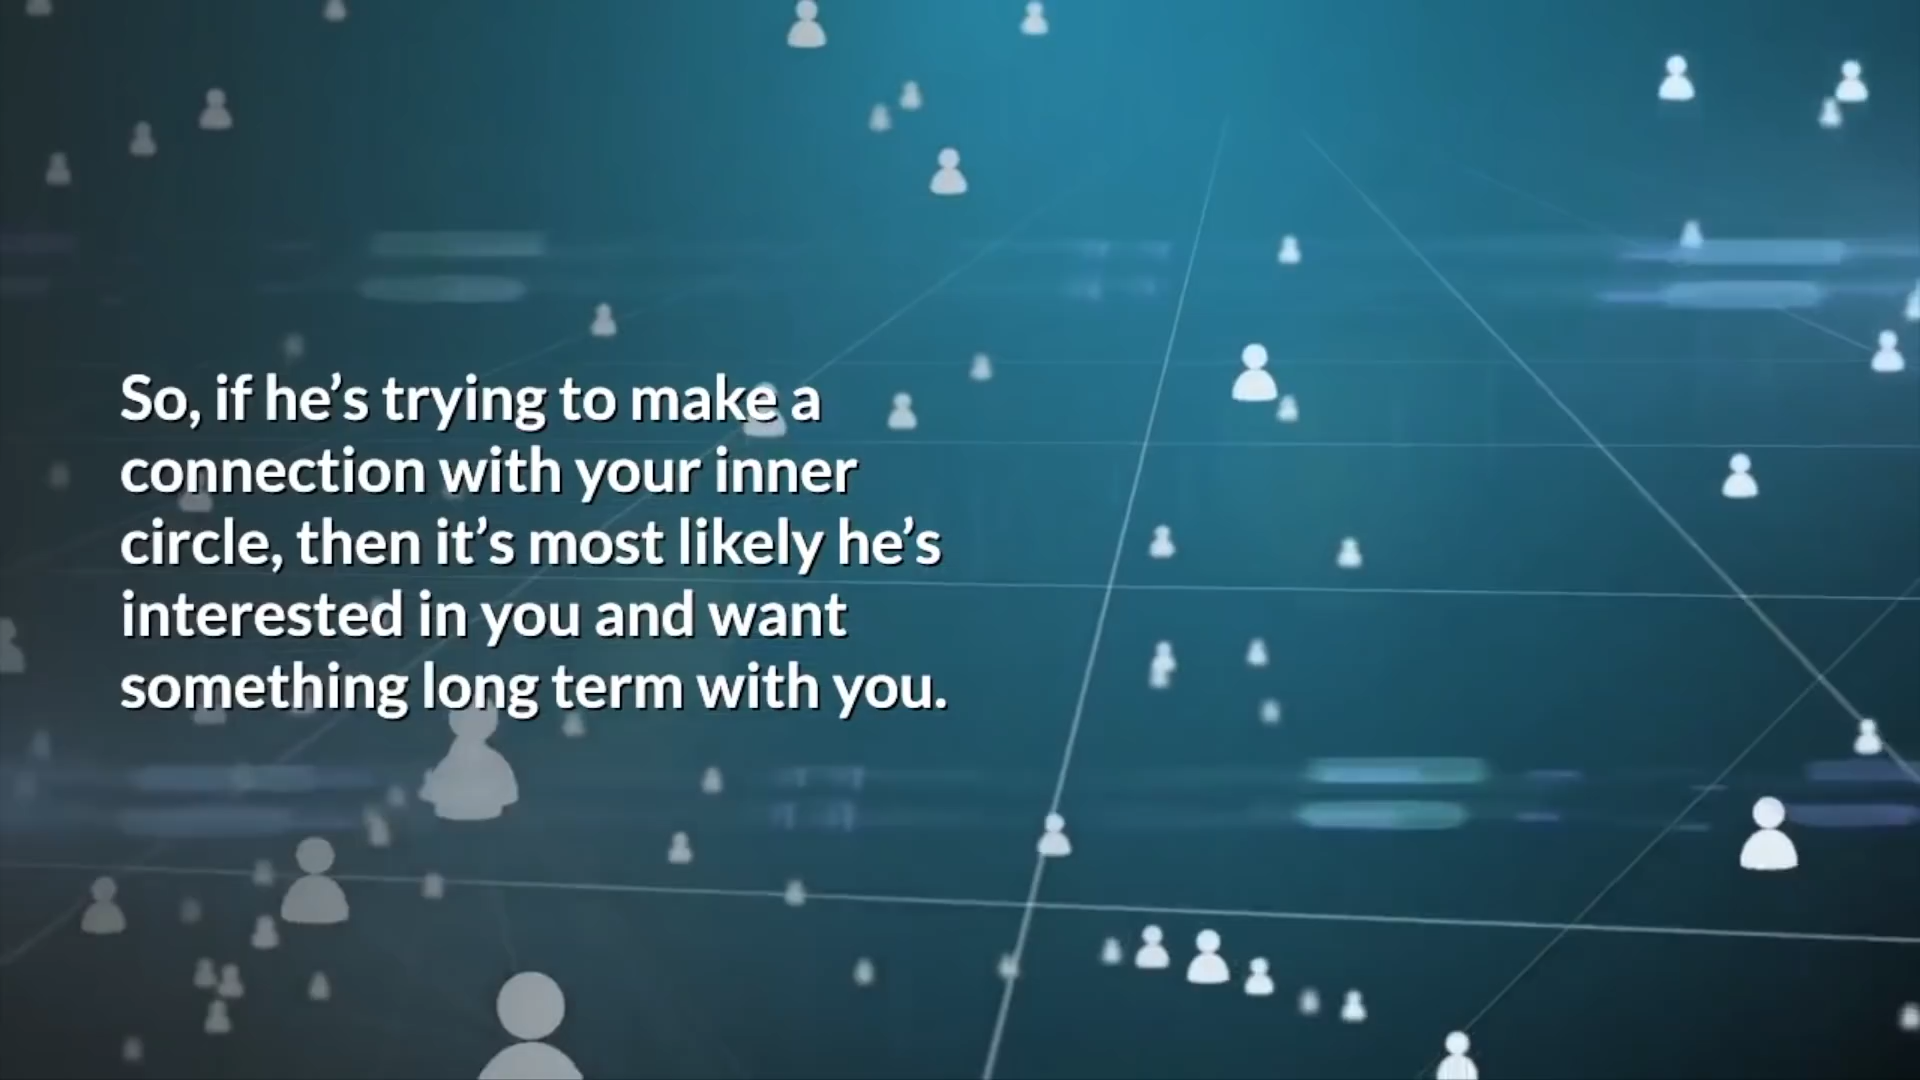 So, if he’s trying to make a
connection with your inner
circle, then it’s most likely he’s
interested in you and want
something long term with you.